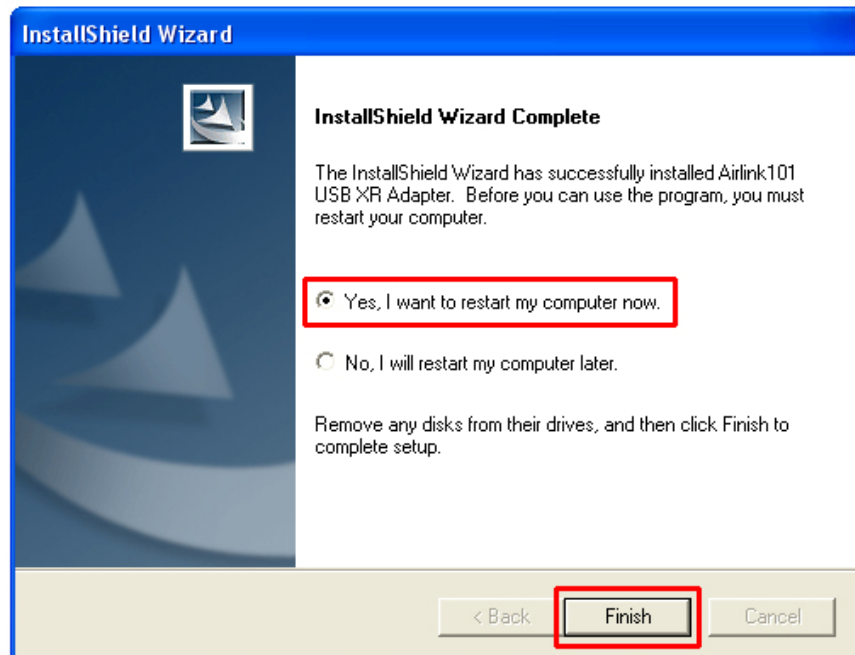 InstallShield Wizard
InstallShield Wizard Complete
The InstallShield Wizard has successfully installed Airlink101
USB XR Adapter.  Before you can use the program, you must
restart your computer.
Yes, I want to restart my computer now.
No, I will restart my computer later.
Remove any disks from their drives, and then click Finish to
complete setup.
< Back
Finish
Cancel